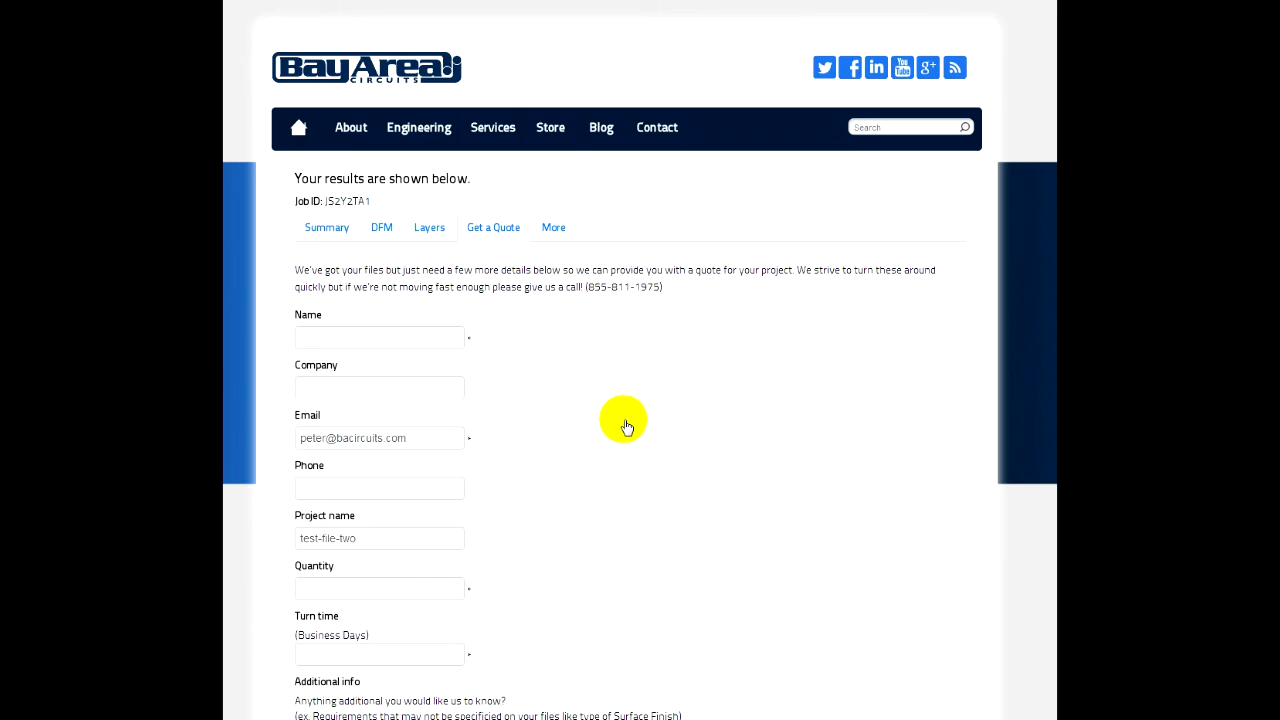 BayArea
CIRCUITS
You Tube
About Engineering Services Store Blog Contact
Search
Your results are shown below.
Job ID: JS2Y2TA1
Summary DFM Layers Get a Quote More
We've got your files but just need a few more details below so we can provide you with a quote for your project. We strive to turn these around
quickly but if we're not moving fast enough please give us a call! (855-811-1975)
Name
Company
Email
peter@bacircuits.com
Phone
Project name
test-file-two
Quantity
Turn time
(Business Days)
Additional info
Anything additional you would like us to know?
(ex. Requirements that may not be specificied on your files like type of Surface Finish)